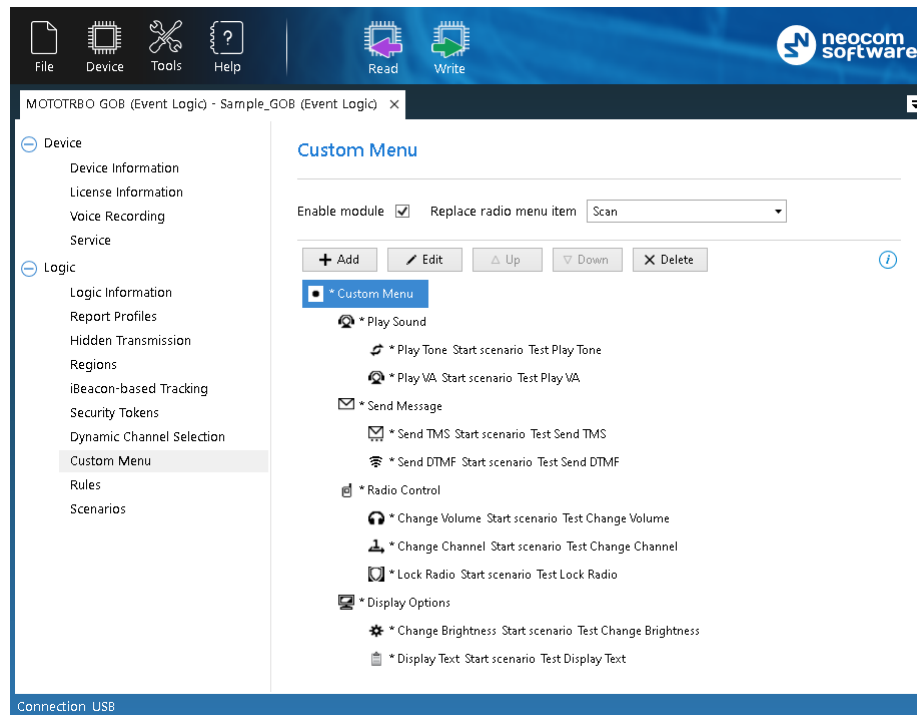 File Device Tools Help Read Write
neocom
software
MOTOTRBO GOB (Event Logic) - Sample_GOB (Event Logic)
Device
Device Information
License Information
Voice Recording
Service
Logic
Logic Information
Report Profiles
Hidden Transmission
Regions
iBeacon-based Tracking
Security Tokens
Dynamic Channel Selection
Custom Menu
Rules
Scenarios
Custom Menu
Enable module Replace radio menu item Scan
Add Edit Up Down Delete
* Custom Menu
* Play Sound
* Play Tone Start scenario Test Play Tone
* Play VA Start scenario Test Play VA
* Send Message
* Send TMS Start scenario Test Send TMS
* Send DTMF Start scenario Test Send DTMF
* Radio Control
* Change Volume Start scenario Test Change Volume
* Change Channel Start scenario Test Change Channel
* Lock Radio Start scenario Test Lock Radio
* Display Options
* Change Brightness Start scenario Test Change Brightness
* Display Text Start scenario Test Display Text
Connection USB